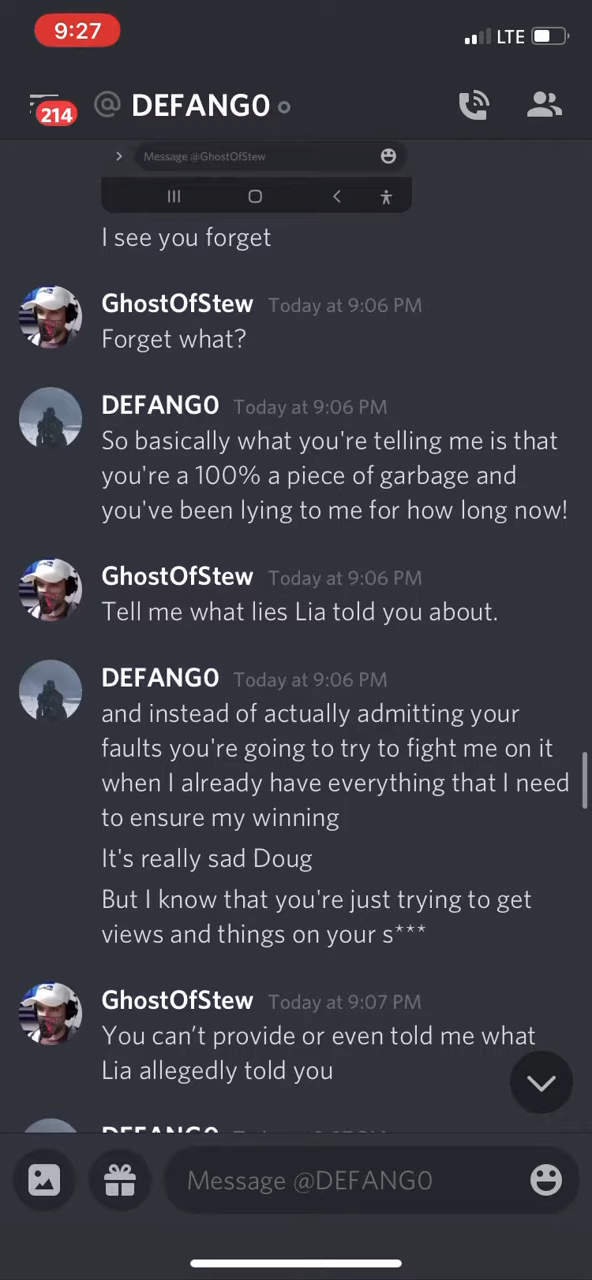 9:27
LTE
214
@ DEFANG0
Message @GhostOfStew
I see you forget
GhostOfStew Today at 9:06 PM
Forget what?
DEFANG0 Today at 9:06 PM
So basically what you're telling me is that
you're a 100% a piece of garbage and
you've been lying to me for how long now!
GhostOfStew Today at 9:06 PM
Tell me what lies Lia told you about.
DEFANG0 Today at 9:06 PM
and instead of actually admitting your
faults you're going to try to fight me on it
when I already have everything that I need
to ensure my winning
It's really sad Doug
But I know that you're just trying to get
views and things on your s***
GhostOfStew Today at 9:07 PM
You can’t provide or even told me what
Lia allegedly told you
DEFANG0
Message @DEFANG0